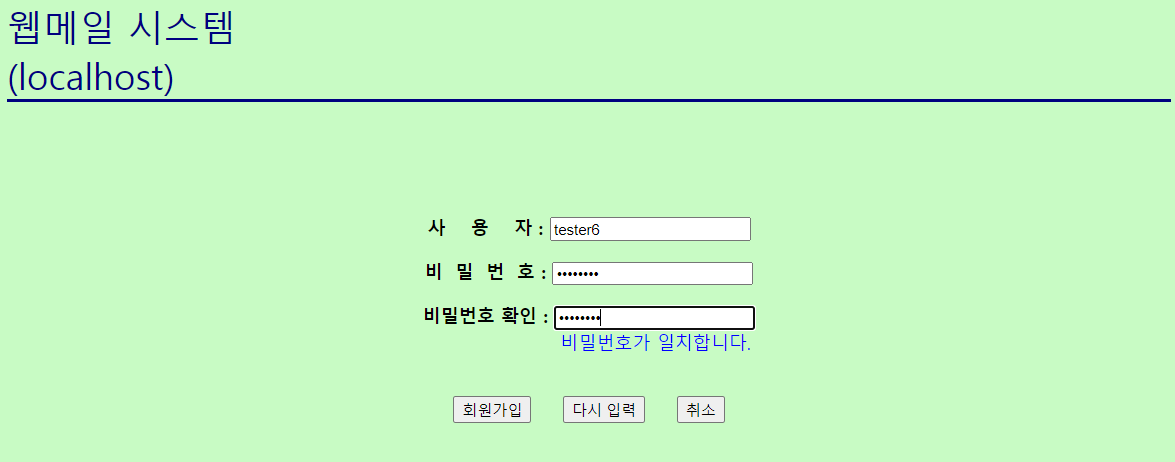 웹메일 시스템
(localhost)
사 용 자 : tester6
비 밀 번 호 : ••••••••
비밀번호 확인 : ••••••••
비밀번호가 일치합니다.
회원가입 다시 입력 취소